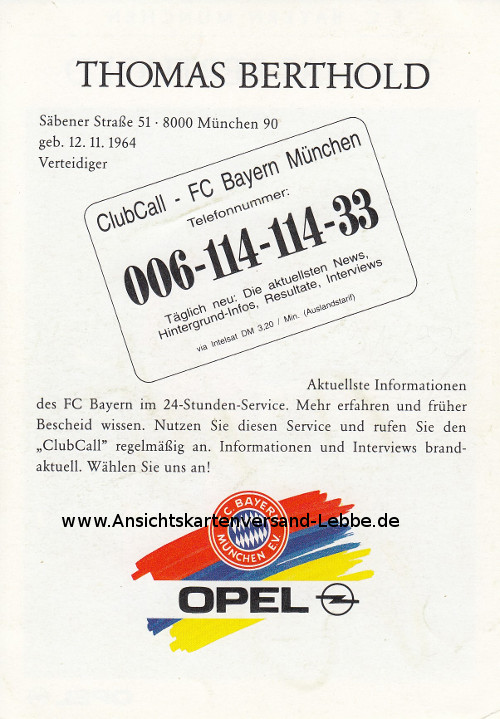 THOMAS BERTHOLD
Säbener Straße 51 · 8000 München 90
geb. 12. 11. 1964
Verteidiger
ClubCall - FC Bayern München
Telefonnummer:
006-114-114-33
Täglich neu: Die aktuellsten News,
Hintergrund-Infos, Resultate, Interviews
via Intelsat DM 3,20 / Min. (Auslandstarif)
Aktuellste Informationen
des FC Bayern im 24-Stunden-Service. Mehr erfahren und früher
Bescheid wissen. Nutzen Sie diesen Service und rufen Sie den
„ClubCall" regelmäßig an. Informationen und Interviews brand-
aktuell. Wählen Sie uns an!
F.C. BAYERN
www.Ansichtskartenversand-Lebbe.de
MÜNCHEN E.V.
OPEL